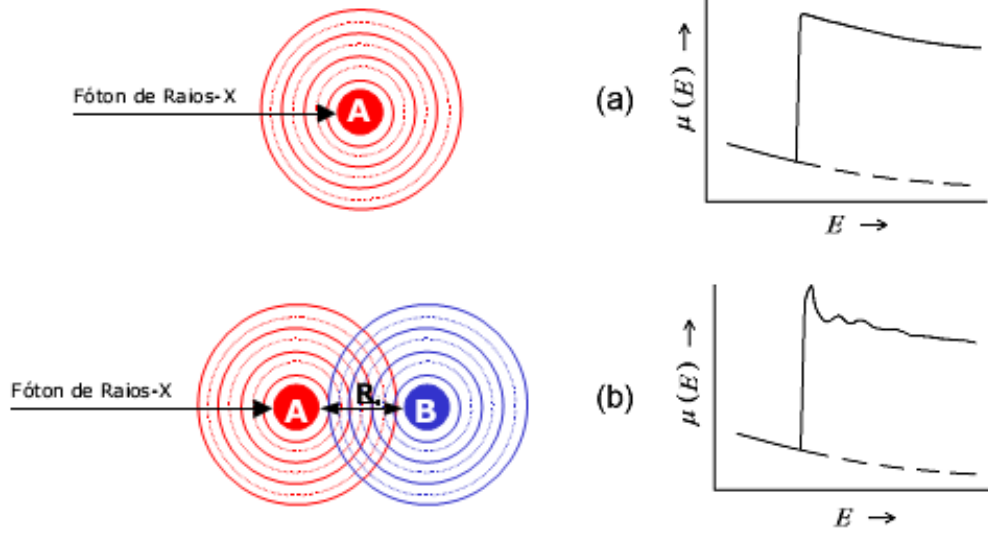 Fóton de Raios-X
A
(a)
μ(E) →
E →
Fóton de Raios-X
A
R
B
(b)
μ(E) →
E →